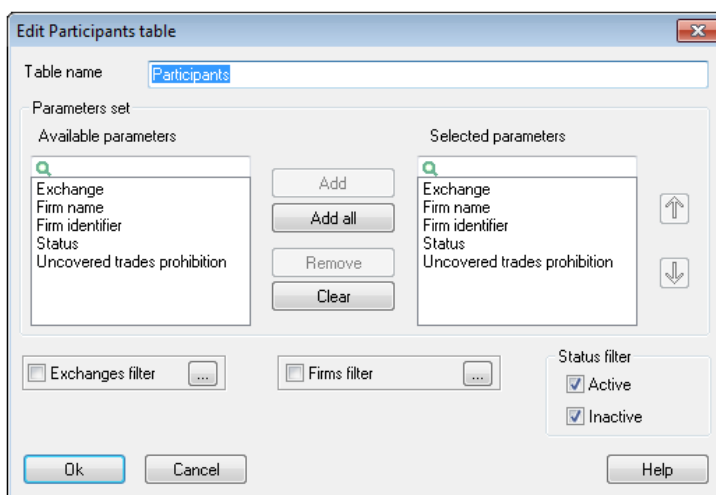 Edit Participants table
Table name Participants
Parameters set
Available parameters
Selected parameters
Exchange
Firm name
Firm identifier
Status
Uncovered trades prohibition
Add
Add all
Remove
Clear
Exchange
Firm name
Firm identifier
Status
Uncovered trades prohibition
Exchanges filter ...
Firms filter ...
Status filter
Active
Inactive
Ok
Cancel
Help